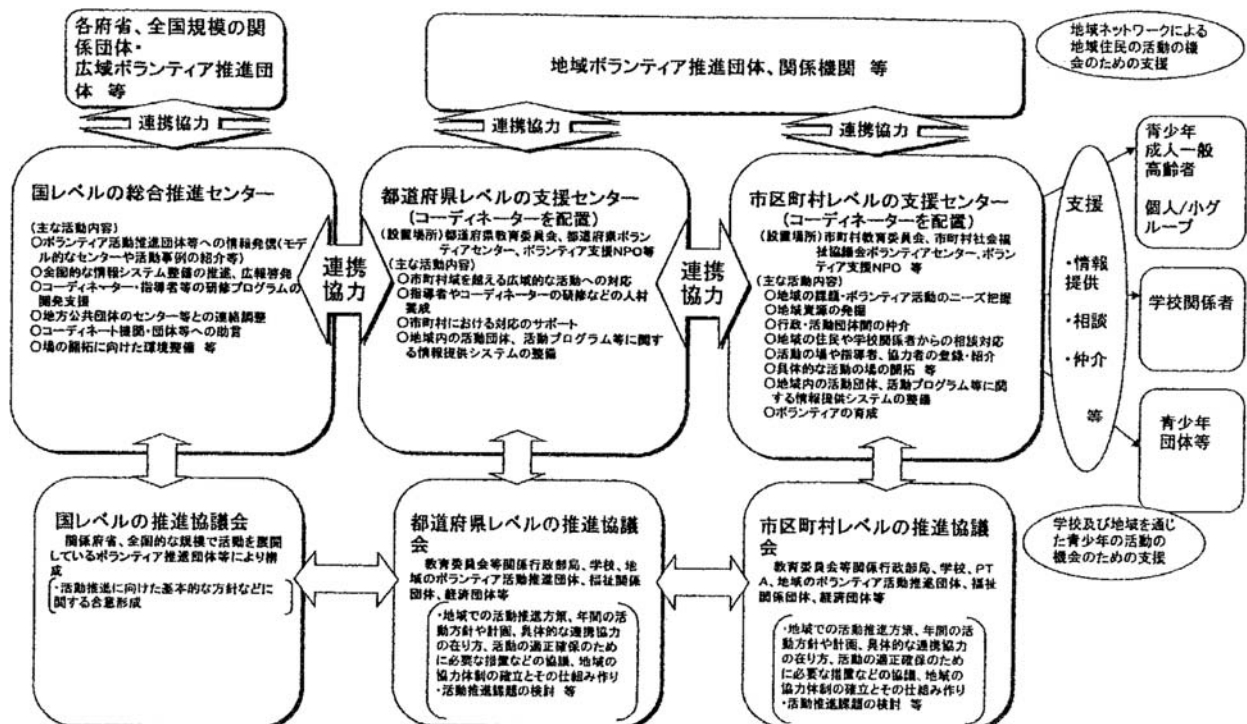 各府省、全国規模の関
係団体・
広域ボランティア推進団
体 等
地域ボランティア推進団体、関係機関 等
地域ネットワークによる
地域住民の活動の機
会のための支援
連携協力
連携協力
連携協力
国レベルの総合推進センター
(主な活動内容)
○ボランティア活動推進団体等への情報発信(モデ
ル的なセンターや活動事例の紹介等)
○全国的な情報システム整備の推進、広報啓発
○コーディネーター・指導者等の研修プログラムの
開発支援
○地方公共団体のセンター等との連絡調整
○コーディネート機関・団体等への助言
○場の開拓に向けた環境整備 等
連携
協力
都道府県レベルの支援センター
(コーディネーターを配置)
(設置場所)都道府県教育委員会、都道府県ボラン
ティアセンター、ボランティア支援NPO等
(主な活動内容)
○市町村域を越える広域的な活動への対応
○指導者やコーディネーターの研修などの人材
養成
○市町村における対応のサポート
○地域内の活動団体、活動プログラム等に関す
る情報提供システムの整備
連携
協力
市区町村レベルの支援センター
(コーディネーターを配置)
(設置場所)市町村教育委員会、市町村社会福
祉協議会ボランティアセンター、ボランティ
ア支援NPO 等
(主な活動内容)
○地域の課題・ボランティア活動のニーズ把握
○地域資源の発掘
○行政・活動団体間の仲介
○地域の住民や学校関係者からの相談対応
○活動の場や指導者、協力者の登録・紹介
○具体的な活動の場の開拓 等
○地域内の活動団体、活動プログラム等に関
する情報提供システムの整備
○ボランティアの育成
支援
・情報
提供
・相談
・仲介
等
青少年
成人一般
高齢者
個人/小グ
ループ
学校関係者
青少年
団体等
学校及び地域を通じ
た青少年の活動の
機会のための支援
国レベルの推進協議会
関係府省、全国的な規模で活動を展開
しているボランティア推進団体等により構
成
・活動推進に向けた基本的な方針などに
関する合意形成
都道府県レベルの推進協議
会
教育委員会等関係行政部局、学校、地
域のボランティア活動推進団体、福祉関係
団体、経済団体等
・地域での活動推進方策、年間の活
動方針や計画、具体的な連携協力
の在り方、活動の適正確保のため
に必要な措置などの協議、地域の
協力体制の確立とその仕組み作り
・活動推進課題の検討 等
市区町村レベルの推進協議
会
教育委員会等関係行政部局、学校、PT
A、地域のボランティア活動推進団体、福祉
関係団体、経済団体等
・地域での活動推進方策、年間の活
動方針や計画、具体的な連携協力
の在り方、活動の適正確保のために
必要な措置などの協議、地域の
協力体制の確立とその仕組み作り
・活動推進課題の検討 等